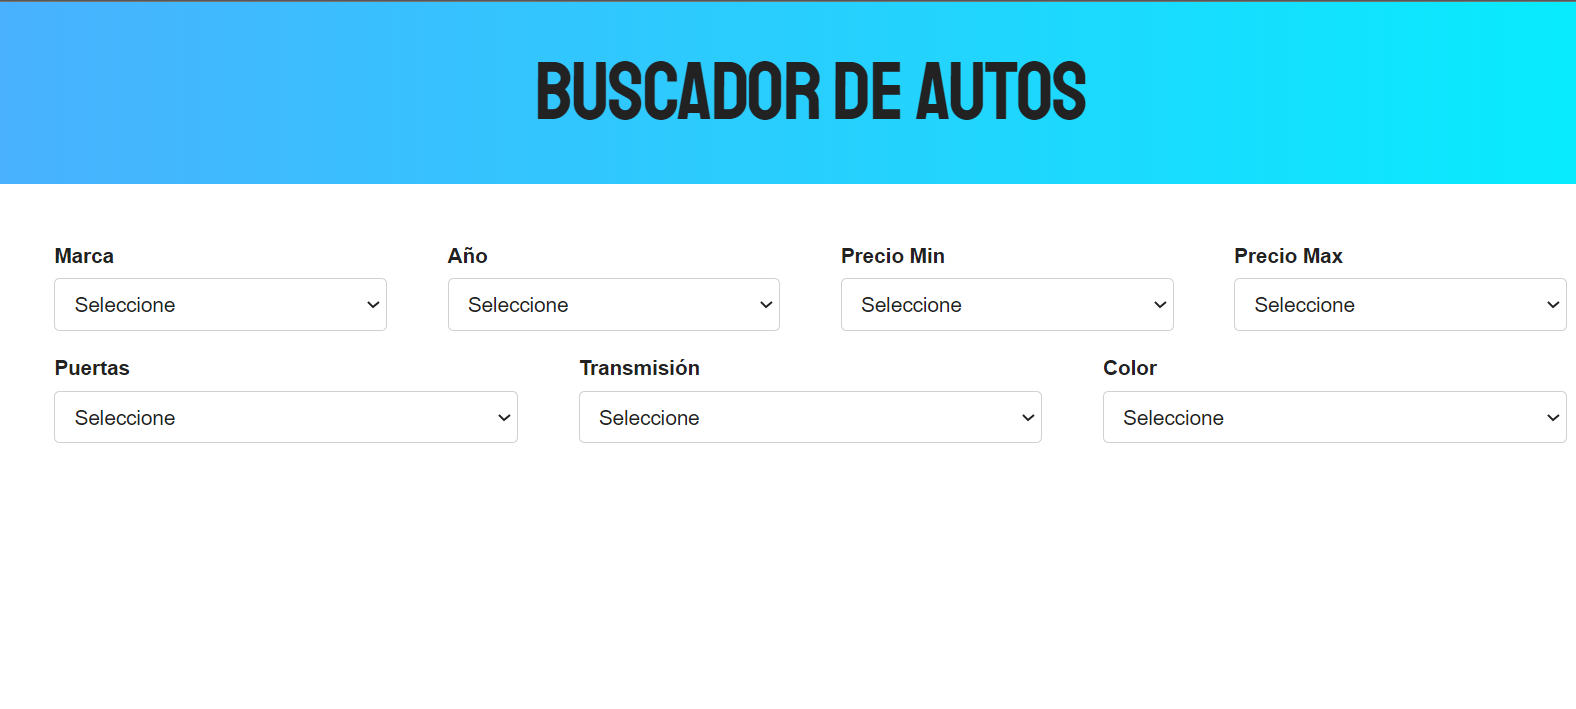 BUSCADOR DE AUTOS
Marca Año Precio Min Precio Max
Seleccione Seleccione Seleccione Seleccione
Puertas Transmisión Color
Seleccione Seleccione Seleccione